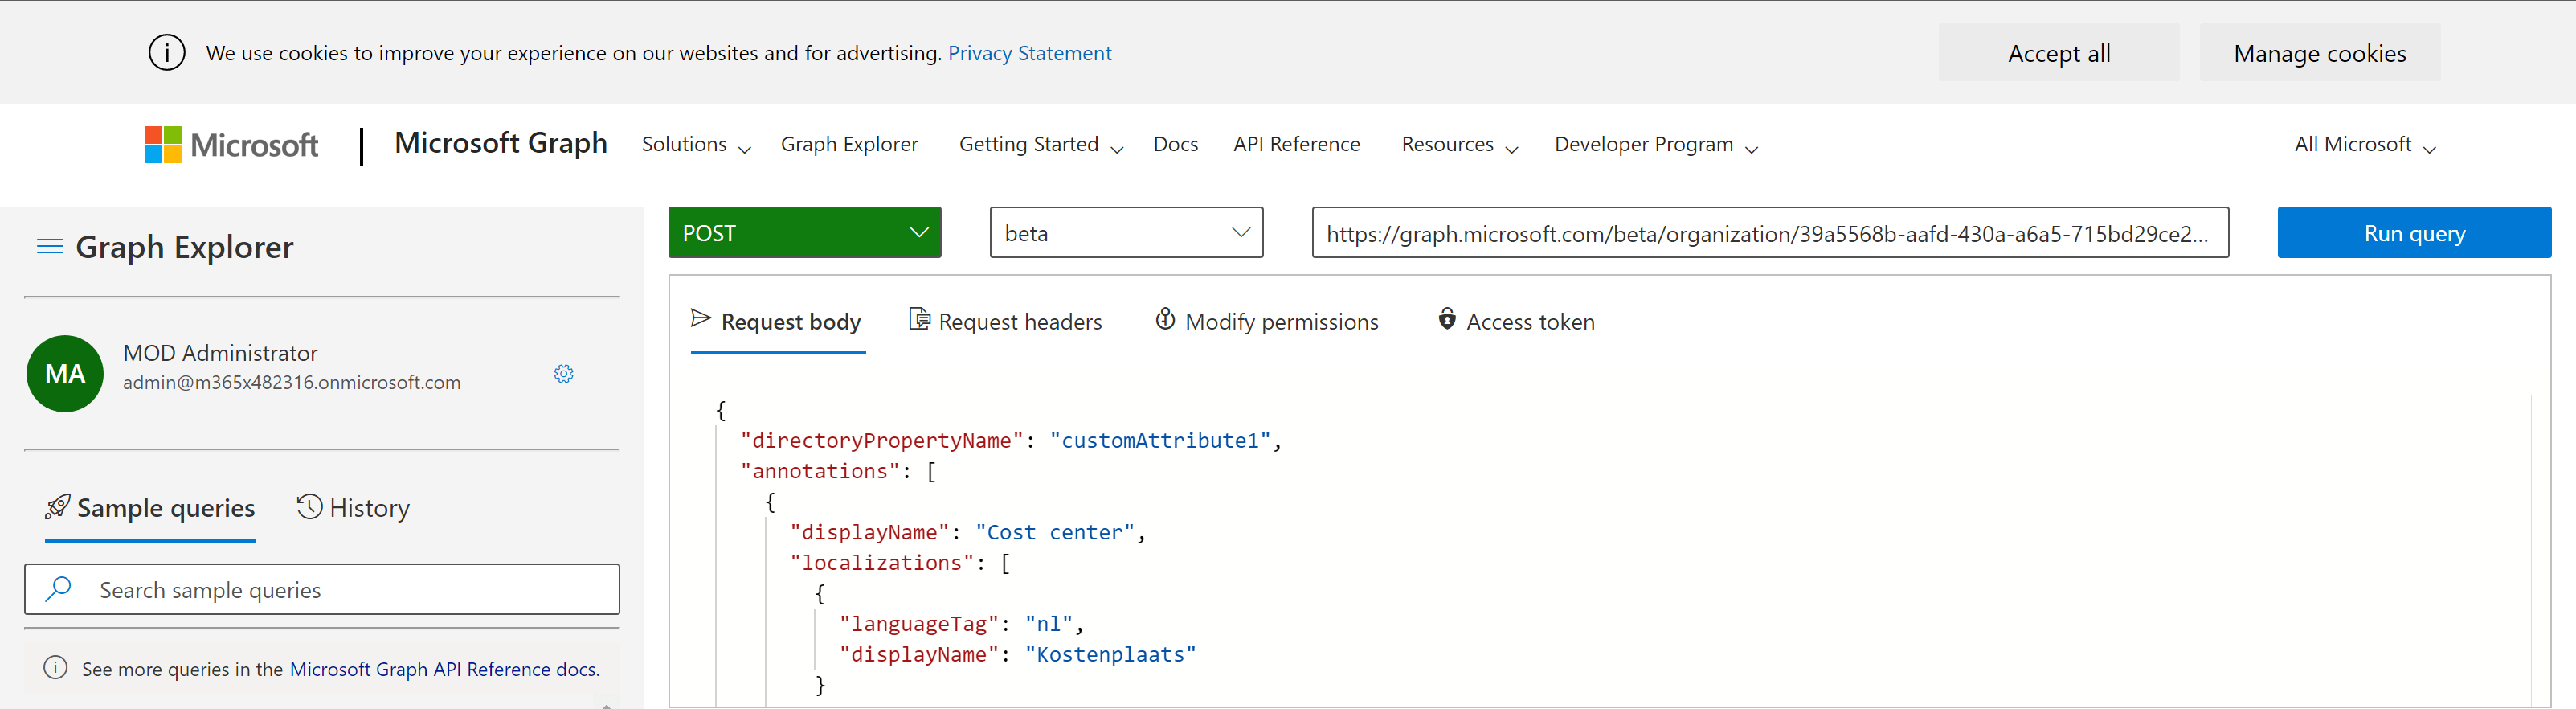 We use cookies to improve your experience on our websites and for advertising. Privacy Statement
Accept all
Manage cookies
Microsoft
Microsoft Graph
Solutions
Graph Explorer
Getting Started
Docs
API Reference
Resources
Developer Program
All Microsoft
Graph Explorer
MA
MOD Administrator
admin@m365x482316.onmicrosoft.com
Sample queries
History
Search sample queries
See more queries in the Microsoft Graph API Reference docs.
POST
beta
https://graph.microsoft.com/beta/organization/39a5568b-aafd-430a-a6a5-715bd29ce2...
Run query
Request body
Request headers
Modify permissions
Access token
{
"directoryPropertyName": "customAttribute1",
"annotations": [
{
"displayName": "Cost center",
"localizations": [
{
"languageTag": "nl",
"displayName": "Kostenplaats"
}